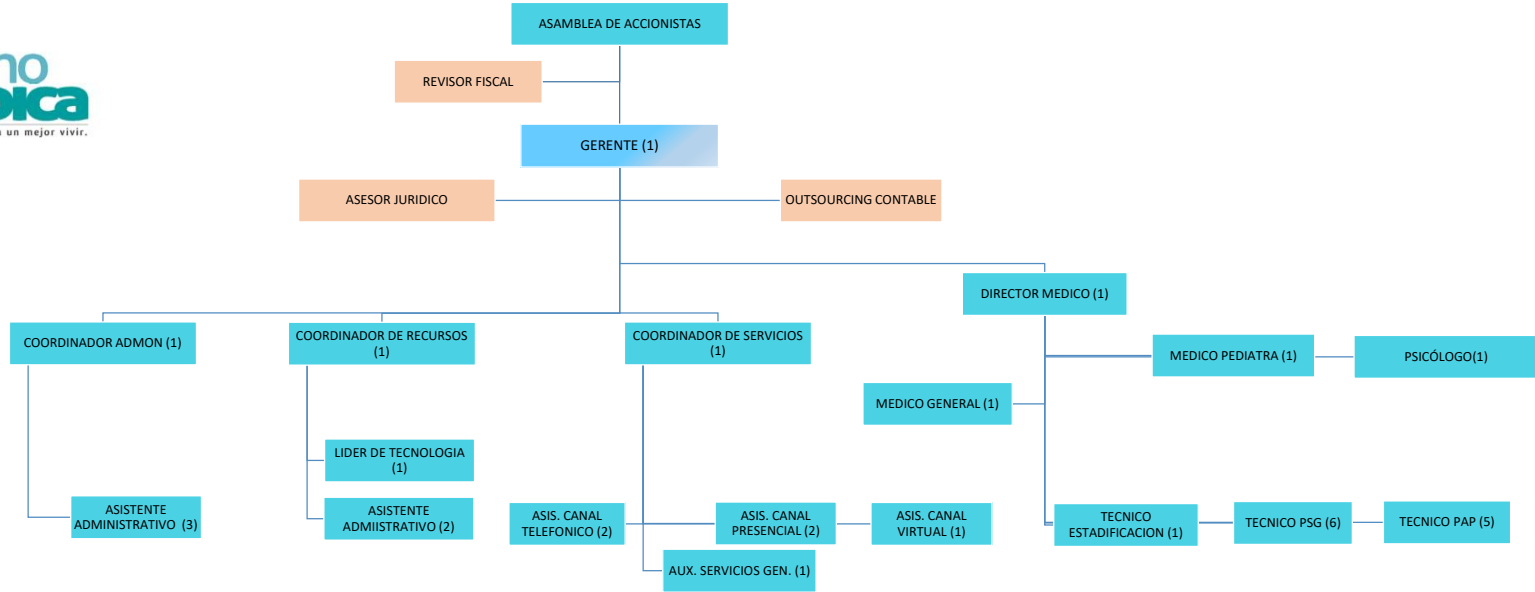 ASAMBLEA DE ACCIONISTAS
un mejor vivir.
REVISOR FISCAL
GERENTE (1)
ASESOR JURIDICO
OUTSOURCING CONTABLE
DIRECTOR MEDICO (1)
COORDINADOR ADMON (1)
COORDINADOR DE RECURSOS
(1)
COORDINADOR DE SERVICIOS
(1)
MEDICO PEDIATRA (1)
PSICÓLOGO(1)
MEDICO GENERAL (1)
LIDER DE TECNOLOGIA
(1)
ASISTENTE
ADMINISTRATIVO (3)
ASISTENTE
ADMIISTRATIVO (2)
ASIS. CANAL
TELEFONICO (2)
ASIS. CANAL
PRESENCIAL (2)
ASIS. CANAL
VIRTUAL (1)
TECNICO
ESTADIFICACION (1)
TECNICO PSG (6)
TECNICO PAP (5)
AUX. SERVICIOS GEN. (1)